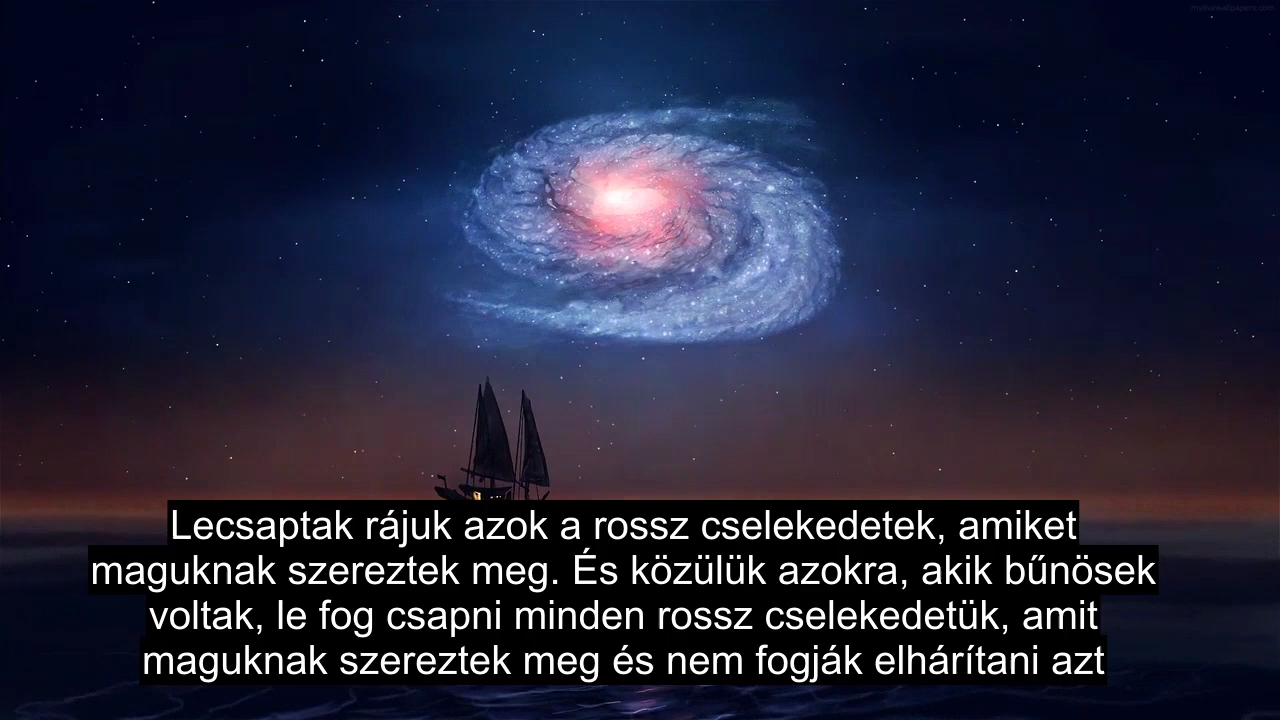 Lecsaptak rájuk azok a rossz cselekedetek, amiket
maguknak szereztek meg. És közülük azokra, akik bűnösek
voltak, le fog csapni minden rossz cselekedetük, amit
maguknak szereztek meg és nem fogják elhárítani azt